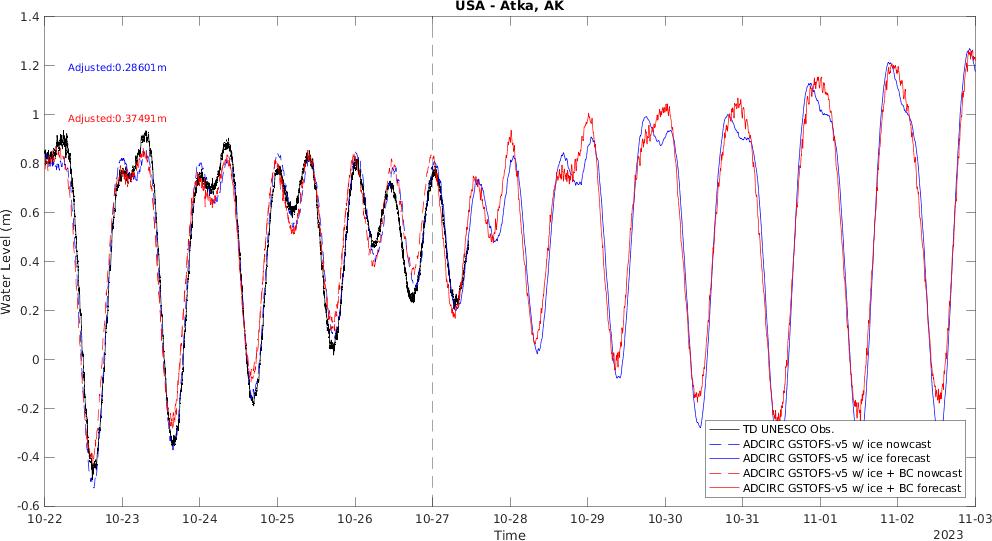 USA - Atka, AK
1.4
1.2
1
0.8
0.6
0.4
0.2
0
-0.2
-0.4
-0.6
Water Level (m)
Adjusted:0.28601m
Adjusted:0.37491m
TD UNESCO Obs.
ADCIRC GSTOFS-v5 w/ ice nowcast
ADCIRC GSTOFS-v5 w/ ice forecast
ADCIRC GSTOFS-v5 w/ ice + BC nowcast
ADCIRC GSTOFS-v5 w/ ice + BC forecast
10-22 10-23 10-24 10-25 10-26 10-27 10-28 10-29 10-30 10-31 11-01 11-02 11-03
Time
2023